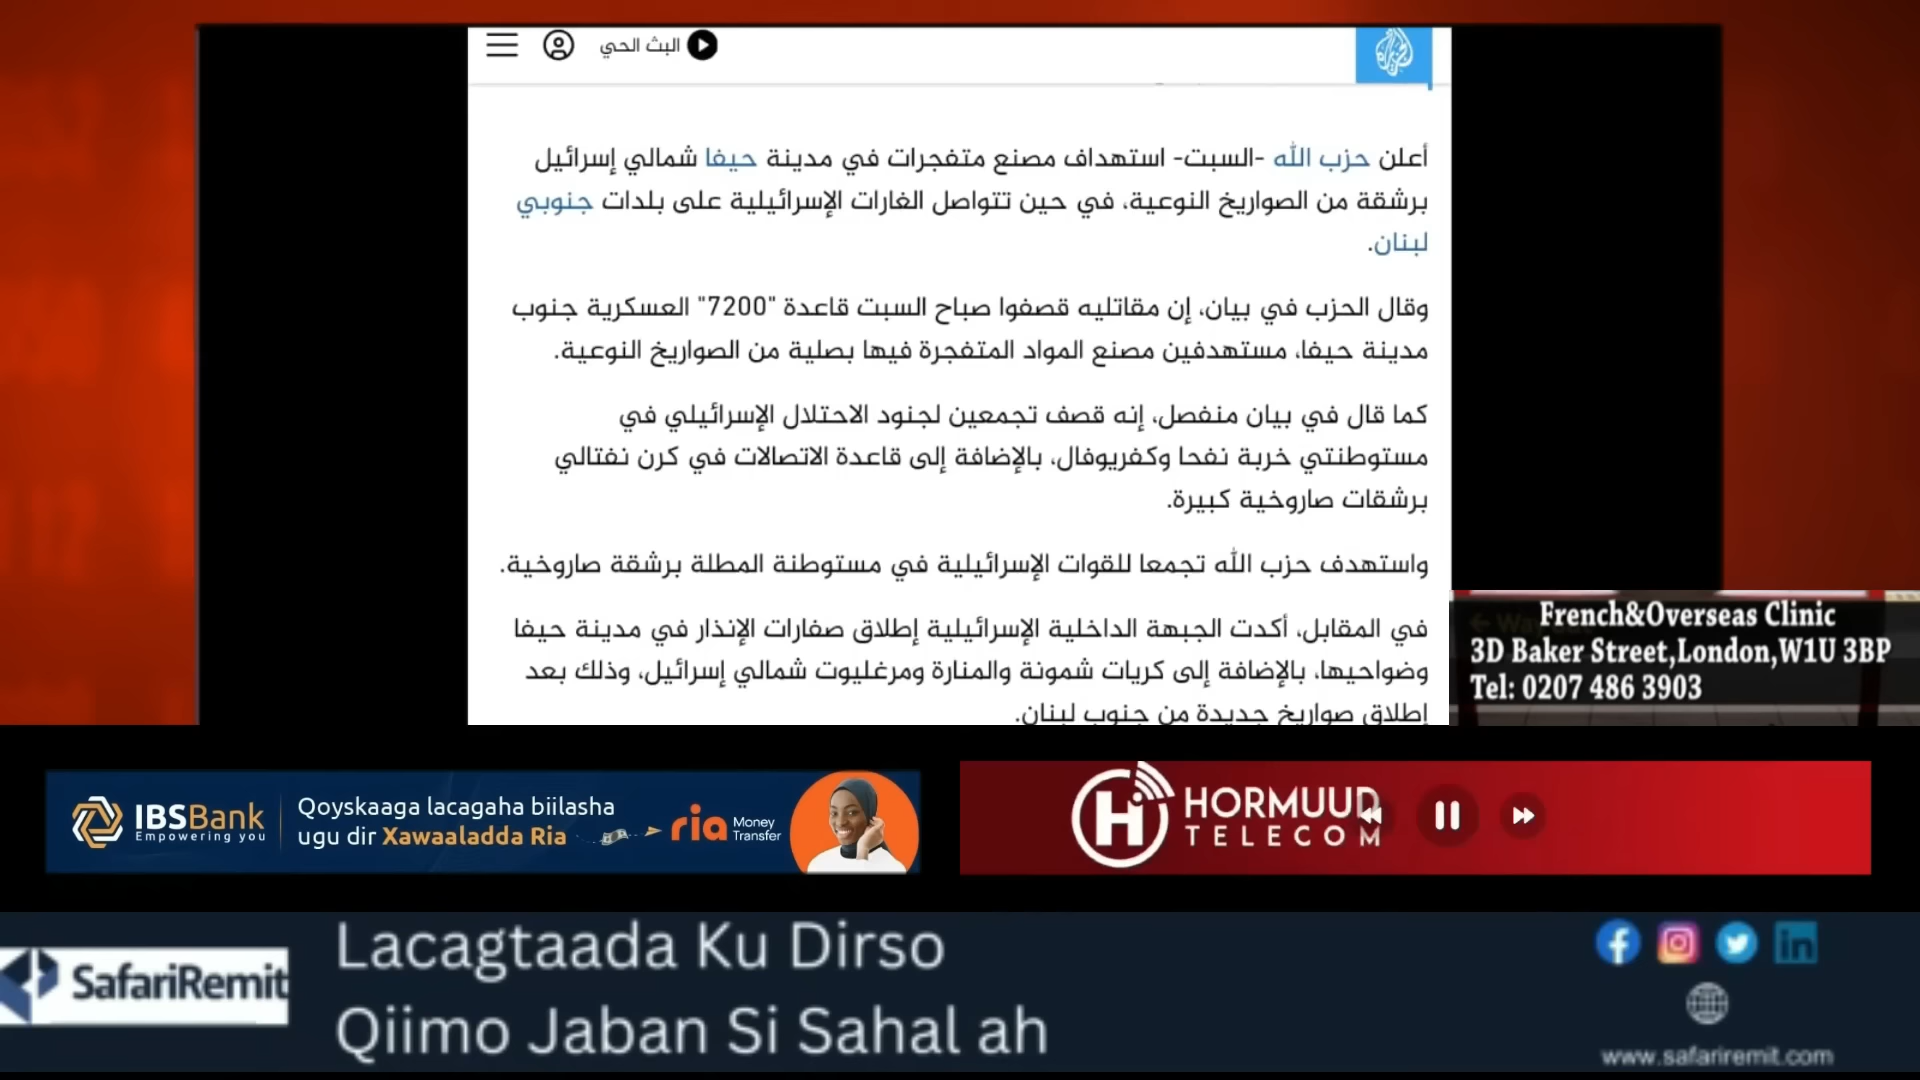 البث الحي
أعلن حزب الله -السبت- استهداف مصنع متفجرات في مدينة حيفا شمالي إسرائيل
برشقة من الصواريخ النوعية، في حين تتواصل الغارات الإسرائيلية على بلدات جنوبي
لبنان.
وقال الحزب في بيان، إن مقاتليه قصفوا صباح السبت قاعدة "7200" العسكرية جنوب
مدينة حيفا، مستهدفين مصنع المواد المتفجرة فيها بصلية من الصواريخ النوعية.
كما قال في بيان منفصل، إنه قصف تجمعين لجنود الاحتلال الإسرائيلي في
مستوطنتي خربة نفحا وكفريوفال، بالإضافة إلى قاعدة الاتصالات في كرن نفتالي
برشقات صاروخية كبيرة.
واستهدف حزب الله تجمعا للقوات الإسرائيلية في مستوطنة المطلة برشقة صاروخية.
في المقابل، أكدت الجبهة الداخلية الإسرائيلية إطلاق صفارات الإنذار في مدينة حيفا
وضواحيها، بالإضافة إلى كريات شمونة والمنارة ومرغليوت شمالي إسرائيل، وذلك بعد
إطلاق صواريخ جديدة من جنوب لبنان.
French&Overseas Clinic
3D Baker Street,London,W1U 3BP
Tel: 0207 486 3903
IBSBank
Empowering you
Qoyskaaga lacagaha biilasha
ugu dir Xawaaladda Ria
ria Money
Transfer
HORMUUD
TELECOM
SafariRemit
Lacagtaada Ku Dirso
Qiimo Jaban Si Sahal ah
www.safariremit.com